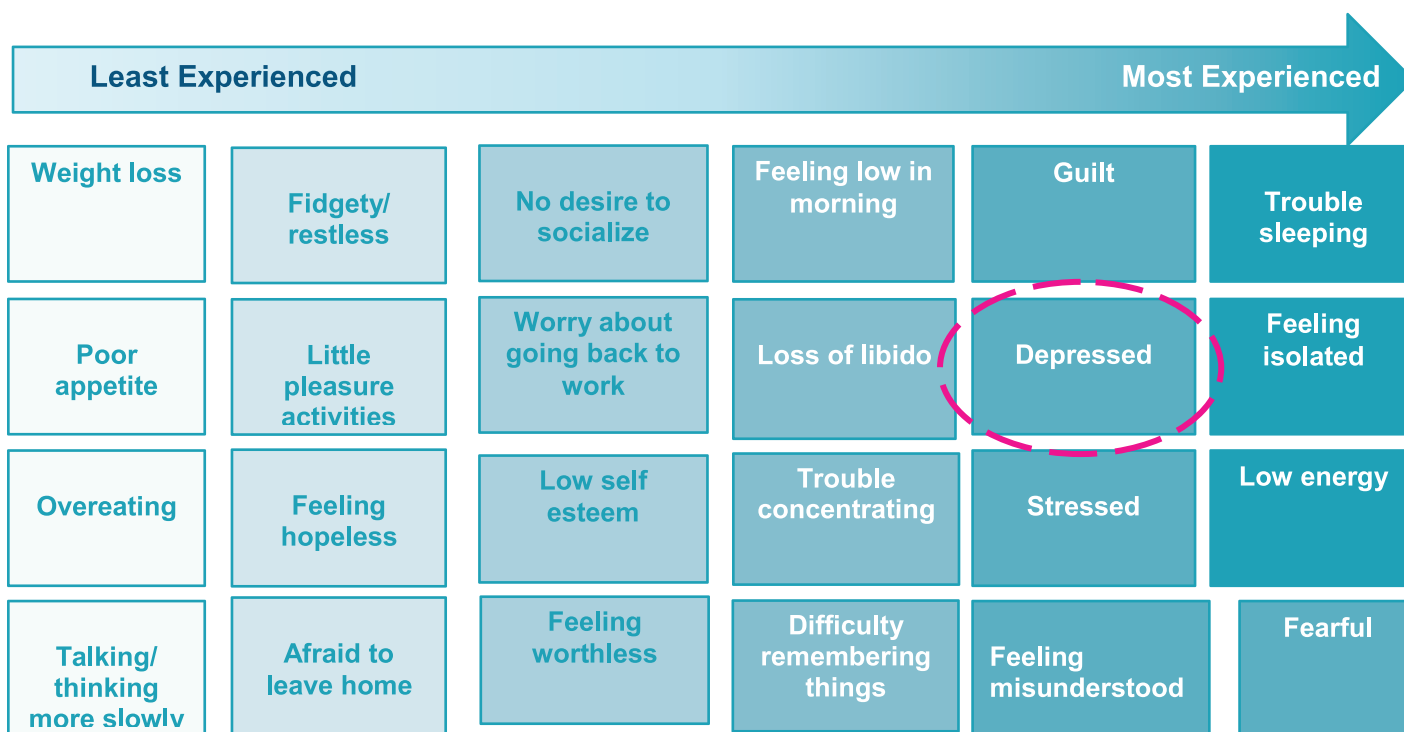 Least Experienced
Most Experienced
Weight loss
Fidgety/
restless
No desire to
socialize
Feeling low in
morning
Guilt
Trouble
sleeping
Poor
appetite
Little
pleasure
activities
Worry about
going back to
work
Loss of libido
Depressed
Feeling
isolated
Overeating
Feeling
hopeless
Low self
esteem
Trouble
concentrating
Stressed
Low energy
Talking/
thinking
more slowly
Afraid to
leave home
Feeling
worthless
Difficulty
remembering
things
Feeling
misunderstood
Fearful